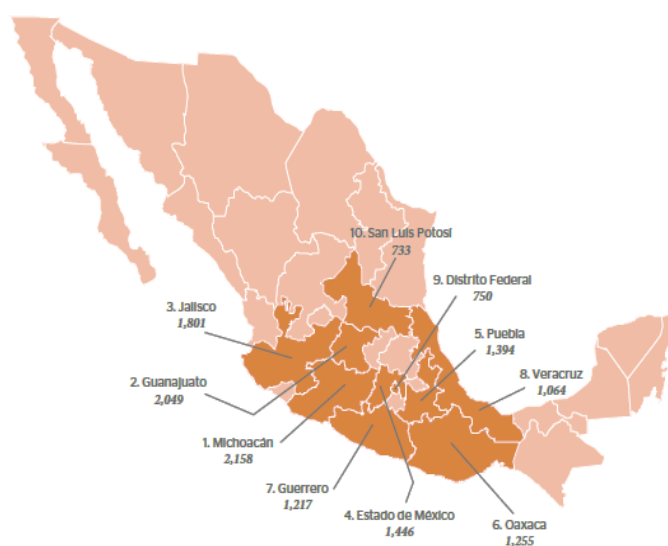 10. San Luis Potosí
733
9. Distrito Federal
750
3. Jalisco
1,801
5. Puebla
1,394
8. Veracruz
1,064
2. Guanajuato
2,049
1. Michoacán
2,158
7. Guerrero
1,217
4. Estado de México
1,446
6. Oaxaca
1,255